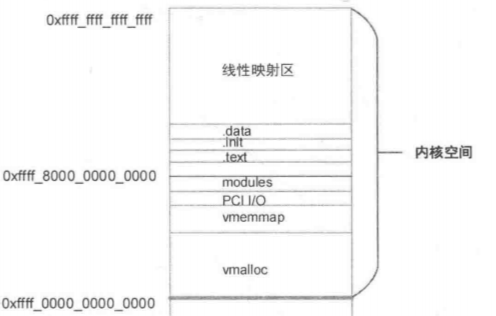 0xffff_ffff_ffff_ffff
线性映射区
.data
.init
.text
内核空间
0xffff_8000_0000_0000
modules
PCI I/O
vmemmap
vmalloc
0xffff_0000_0000_0000